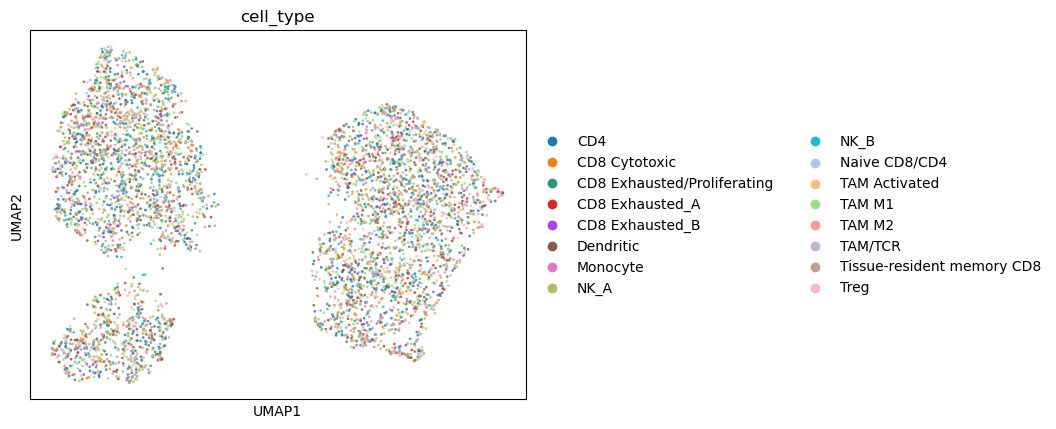 cell_type
UMAP2
UMAP1
CD4
CD8 Cytotoxic
CD8 Exhausted/Proliferating
CD8 Exhausted_A
CD8 Exhausted_B
Dendritic
Monocyte
NK_A
NK_B
Naive CD8/CD4
TAM Activated
TAM M1
TAM M2
TAM/TCR
Tissue-resident memory CD8
Treg